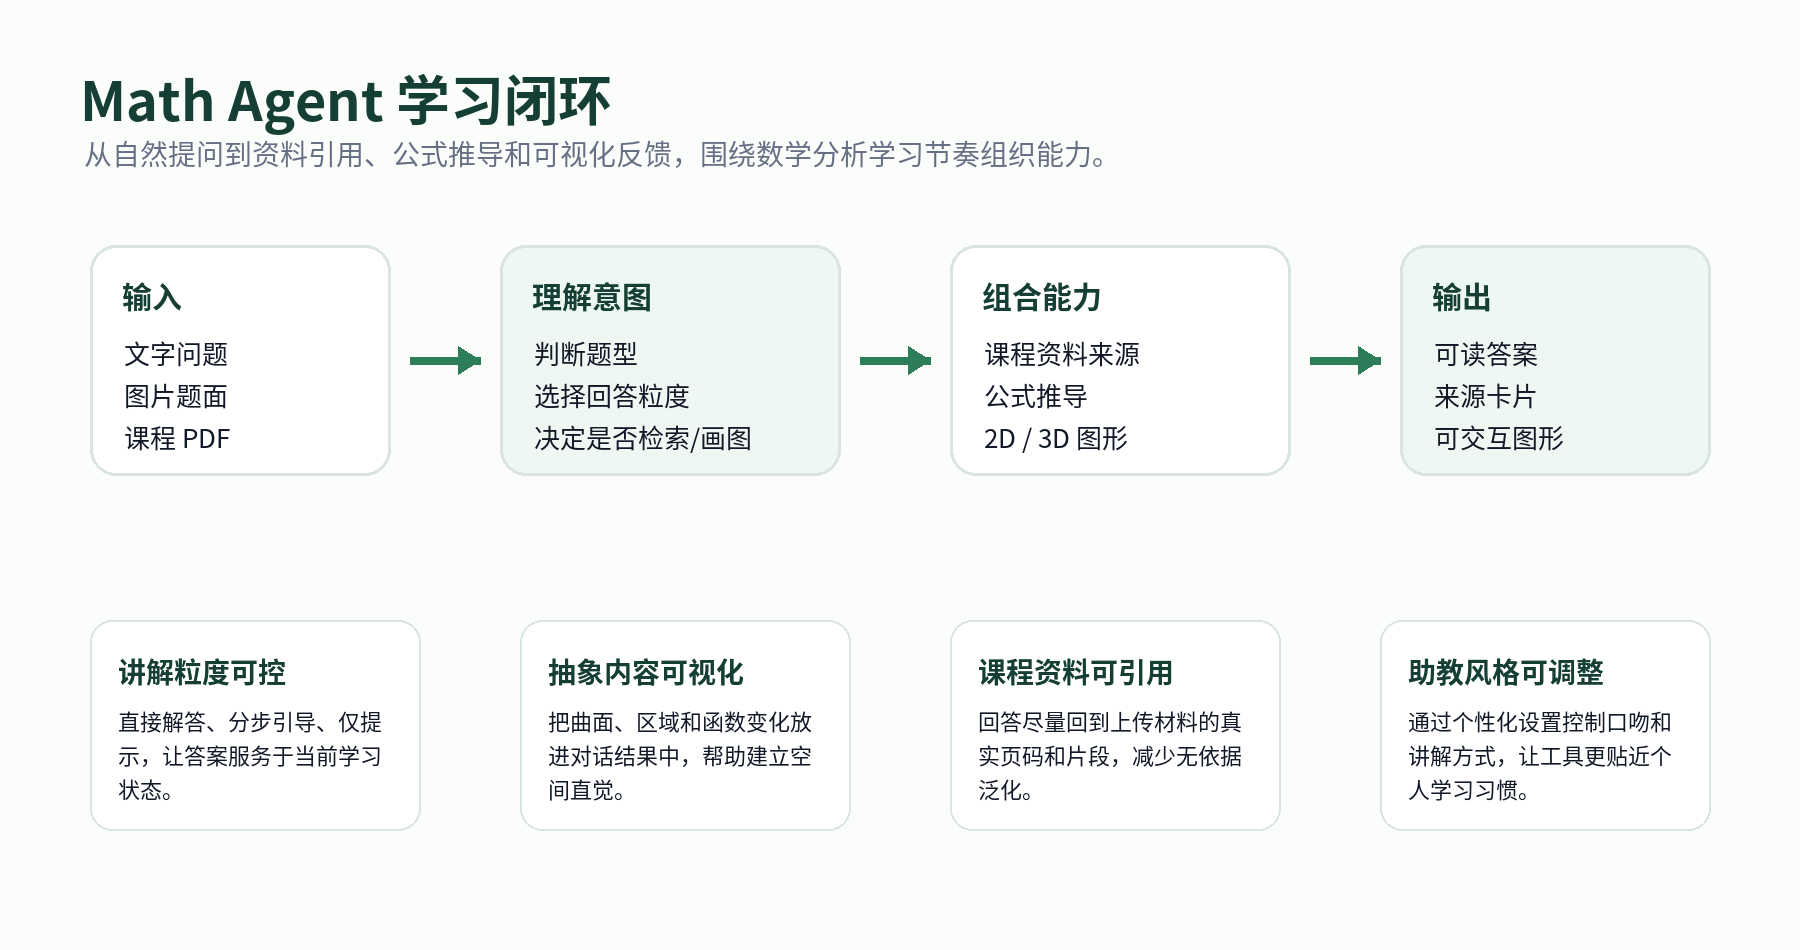 Math Agent 学习闭环
从自然提问到资料引用、公式推导和可视化反馈，围绕数学分析学习节奏组织能力。
输入
文字问题
图片题面
课程 PDF
理解意图
判断题型
选择回答粒度
决定是否检索/画图
组合能力
课程资料来源
公式推导
2D / 3D 图形
输出
可读答案
来源卡片
可交互图形
讲解粒度可控
直接解答、分步引导、仅提
示，让答案服务于当前学习
状态。
抽象内容可视化
把曲面、区域和函数变化放
进对话结果中，帮助建立空
间直觉。
课程资料可引用
回答尽量回到上传材料的真
实页码和片段，减少无依据
泛化。
助教风格可调整
通过个性化设置控制口吻和
讲解方式，让工具更贴近个
人学习习惯。